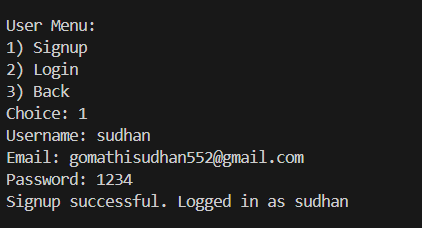 User Menu:
1) Signup
2) Login
3) Back
Choice: 1
Username: sudhan
Email: gomathisudhan552@gmail.com
Password: 1234
Signup successful. Logged in as sudhan